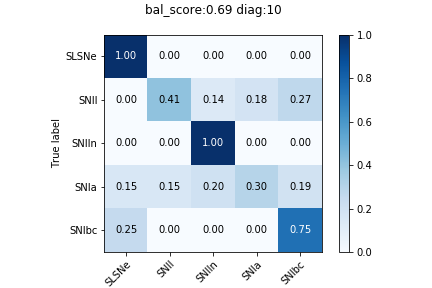 bal_score:0.69 diag:10
True label
SLSNe 1.00 0.00 0.00 0.00 0.00
SNII 0.00 0.41 0.14 0.18 0.27
SNIIn 0.00 0.00 1.00 0.00 0.00
SNIa 0.15 0.15 0.20 0.30 0.19
SNIbc 0.25 0.00 0.00 0.00 0.75
SLSNe SNII SNIIn SNIa SNIbc
1.0
0.8
0.6
0.4
0.2
0.0